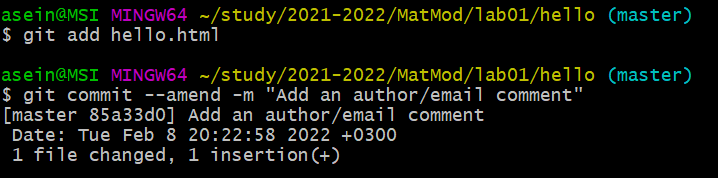 asein@MSI MINGW64 ~/study/2021-2022/MatMod/lab01/hello (master)
$ git add hello.html
asein@MSI MINGW64 ~/study/2021-2022/MatMod/lab01/hello (master)
$ git commit --amend -m "Add an author/email comment"
[master 85a33d0] Add an author/email comment
 Date: Tue Feb 8 20:22:58 2022 +0300
 1 file changed, 1 insertion(+)